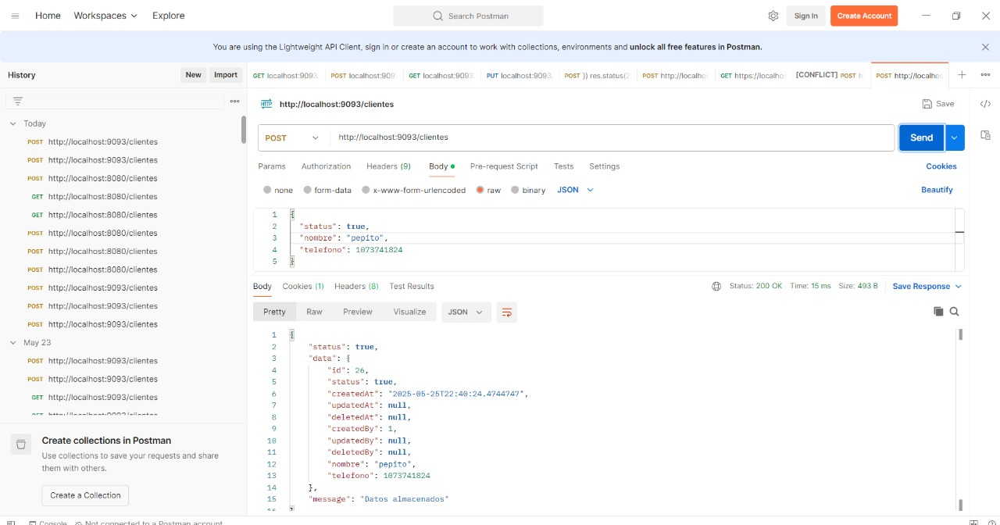 Home Workspaces Explore Search Postman Sign In Create Account
You are using the Lightweight API Client, sign in or create an account to work with collections, environments and unlock all free features in Postman.
History New Import
GET localhost:9093 POST localhost:909 GET localhost:9093 PUT localhost:9093. POST }) res.status(2 POST http://localhos GET https://localhos [CONFLICT] POST h POST http://localhos
Today
POST http://localhost:9093/clientes
POST http://localhost:9093/clientes
POST http://localhost:8080/clientes
GET http://localhost:8080/clientes
GET http://localhost:8080/clientes
POST http://localhost:8080/clientes
POST http://localhost:8080/clientes
POST http://localhost:8080/clientes
POST http://localhost:9093/clientes
POST http://localhost:9093/clientes
POST http://localhost:9093/clientes
May 23
POST http://localhost:9093/clientes
POST http://localhost:9093/clientes
GET http://localhost:9093/clientes
GET http://localhost:9093/clientes
Create collections in Postman
Use collections to save your requests and share
them with others.
Create a Collection
HTTP http://localhost:9093/clientes Save
POST http://localhost:9093/clientes Send
Params Authorization Headers (9) Body Pre-request Script Tests Settings Cookies
none form-data x-www-form-urlencoded raw binary JSON Beautify
1 {
2 "status": true,
3 "nombre": "pepito",
4 "telefono": 1073741824
5 }
Body Cookies (1) Headers (8) Test Results Status: 200 OK Time: 15 ms Size: 493 B Save Response
Pretty Raw Preview Visualize JSON
1 {
2 "status": true,
3 "data": {
4 "id": 26,
5 "status": true,
6 "createdAt": "2025-05-25T22:40:24.4744747",
7 "updatedAt": null,
8 "deletedAt": null,
9 "createdBy": 1,
10 "updatedBy": null,
11 "deletedBy": null,
12 "nombre": "pepito",
13 "telefono": 1073741824
14 },
15 "message": "Datos almacenados"
16 }
Console Not connected to a Postman account